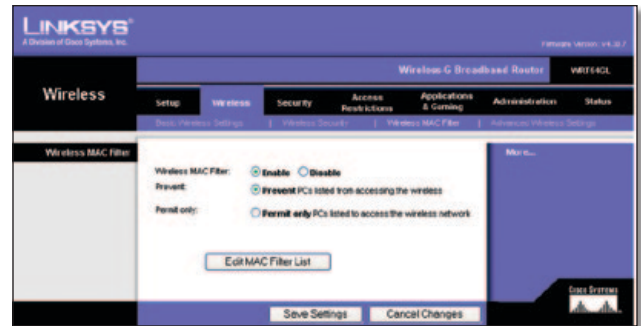 LINKSYS®
A Division of Cisco Systems, Inc.
Firmware Version: v4.30.7
Wireless-G Broadband Router WRT54GL
Wireless
Setup Wireless Security Access Restrictions Applications & Gaming Administration Status
Basic Wireless Settings | Wireless Security | Wireless MAC Filter | Advanced Wireless Settings
Wireless MAC Filter
More...
Wireless MAC Filter: Enable Disable
Prevent: Prevent PCs listed from accessing the wireless
Permit only: Permit only PCs listed to access the wireless network
Edit MAC Filter List
Save Settings Cancel Changes
CISCO SYSTEMS